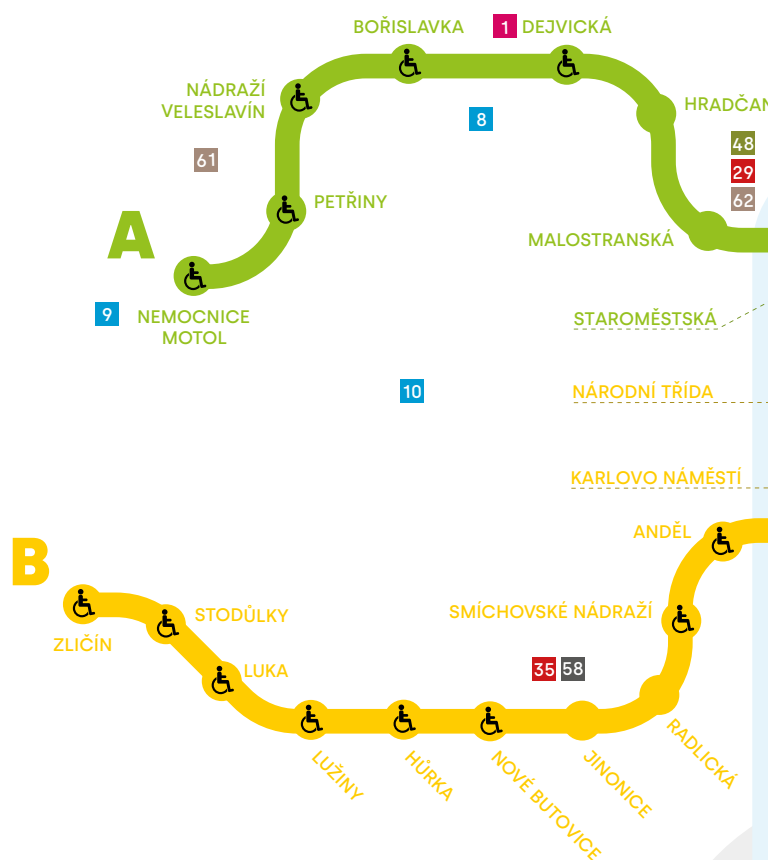 BOŘISLAVKA
1 DEJVICKÁ
NÁDRAŽÍ
VELESLAVÍN
8
HRADČAN
61
48
29
62
PETŘINY
A
MALOSTRANSKÁ
9
NEMOCNICE
MOTOL
STAROMĚSTSKÁ
10
NÁRODNÍ TŘÍDA
KARLOVO NÁMĚSTÍ
ANDĚL
B
STODŮLKY
SMÍCHOVSKÉ NÁDRAŽÍ
ZLIČÍN
LUKA
35 58
LUŽINY
HŮRKA
NOVÉ BUTOVICE
JINONICE
RADLICKÁ